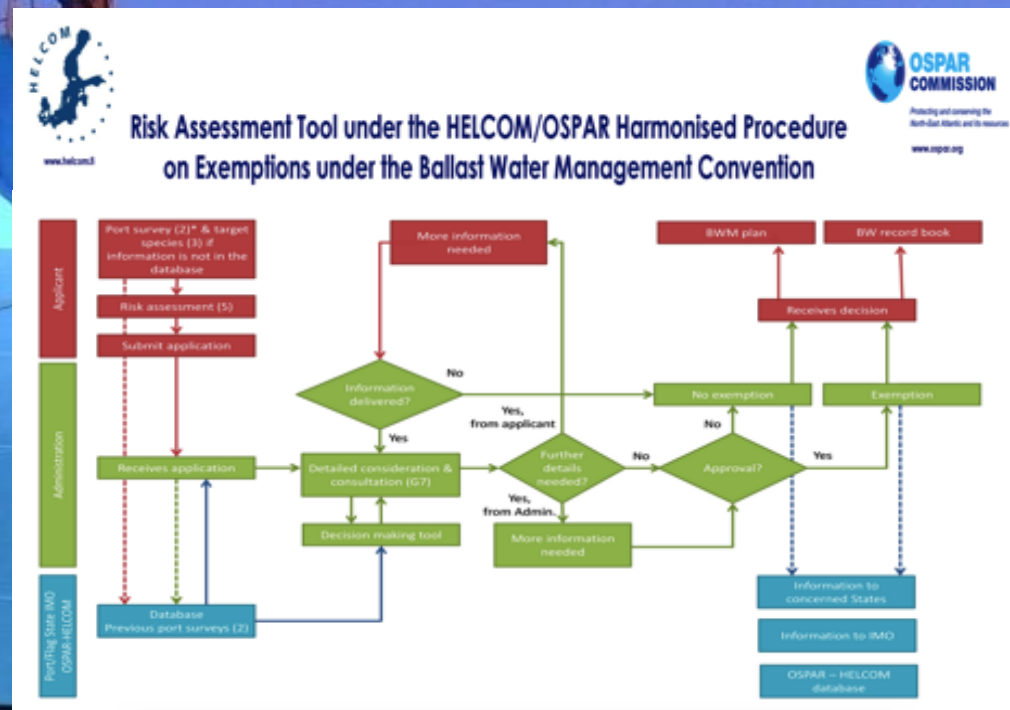 HELCOM
www.helcom.fi
OSPAR
COMMISSION
Protecting and conserving the
North-East Atlantic and its resources
www.ospar.org
Risk Assessment Tool under the HELCOM/OSPAR Harmonised Procedure
on Exemptions under the Ballast Water Management Convention
Applicant
Port survey (2)* & target
species (3) if
information is not in the
database
Risk assessment (5)
Submit application
More information
needed
BWM plan
BW record book
Receives decision
Administration
Information
delivered?
No
Yes
No exemption
Exemption
Yes,
from applicant
No
Receives application
Detailed consideration &
consultation (G7)
Further
details
needed?
No
Approval?
Yes
Yes,
from Admin.
Decision making tool
More information
needed
Port/Flag State IMO
OSPAR-HELCOM
Database
Previous port surveys (2)
Information to
concerned States
Information to IMO
OSPAR – HELCOM
database